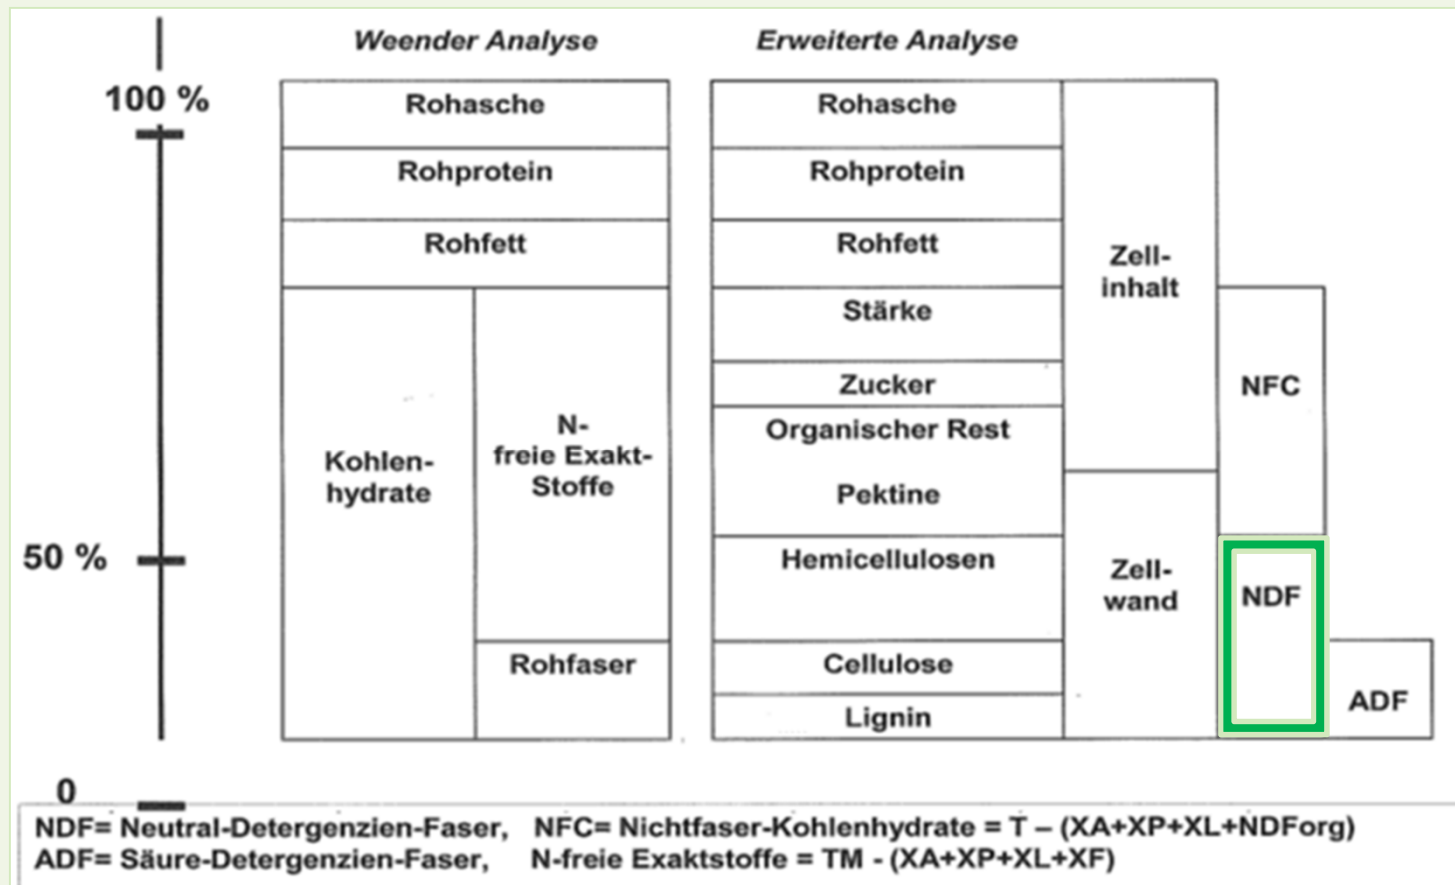 Weender Analyse
Erweiterte Analyse
100 %
50 %
0
Rohasche
Rohprotein
Rohfett
Kohlen-
hydrate
N-
freie Exakt-
Stoffe
Rohfaser
Rohasche
Rohprotein
Rohfett
Stärke
Zucker
Organischer Rest
Pektine
Hemicellulosen
Cellulose
Lignin
Zell-
inhalt
Zell-
wand
NFC
NDF
ADF
NDF= Neutral-Detergenzien-Faser, NFC= Nichtfaser-Kohlenhydrate = T – (XA+XP+XL+NDForg)
ADF= Säure-Detergenzien-Faser, N-freie Exaktstoffe = TM - (XA+XP+XL+XF)